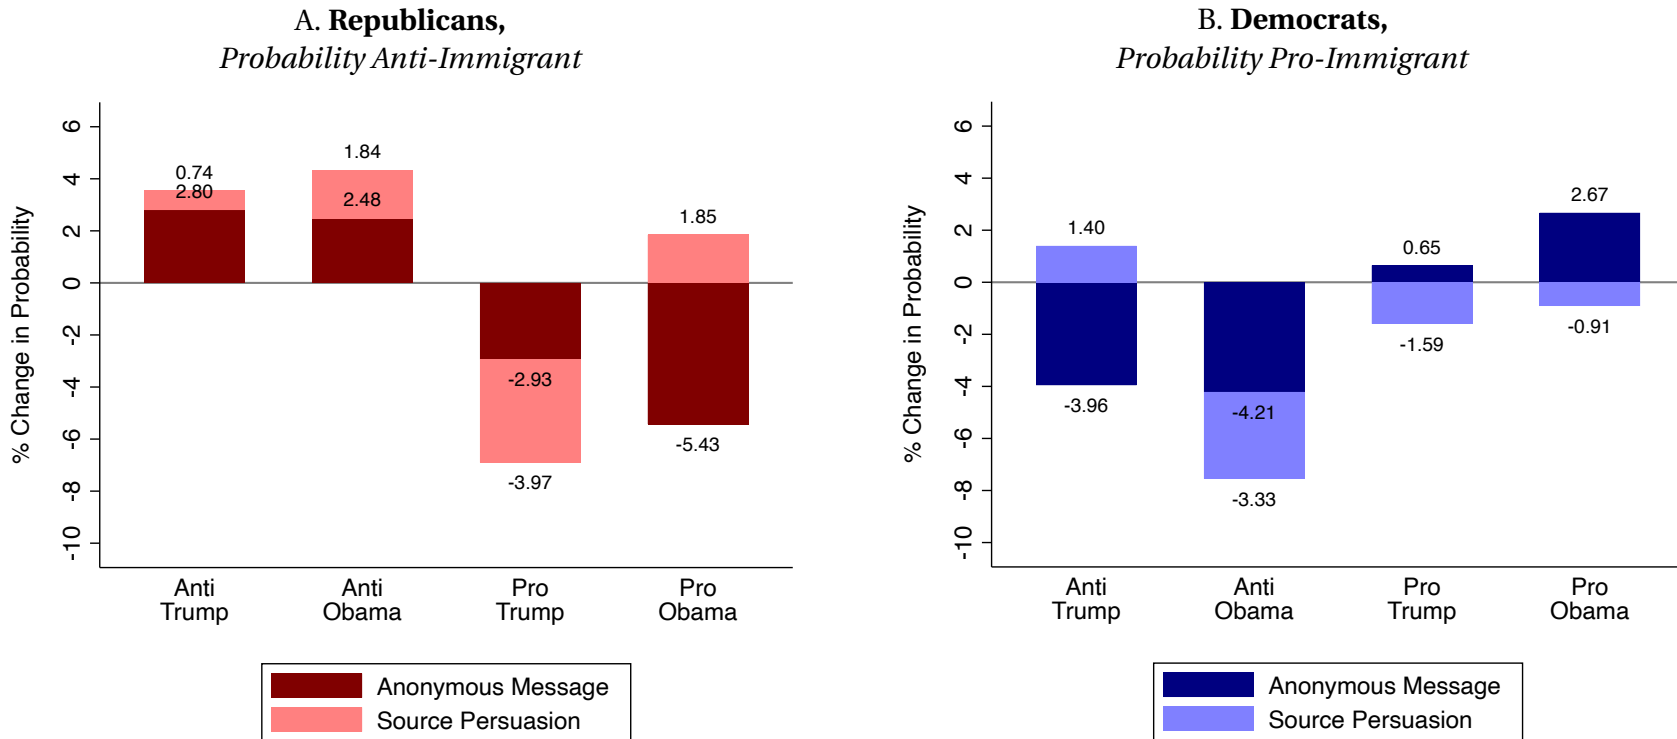 A. Republicans,
Probability Anti-Immigrant
% Change in Probability
6
4
2
0
-2
-4
-6
-8
-10
0.74
2.80
1.84
2.48
-2.93
-3.97
1.85
-5.43
Anti
Trump
Anti
Obama
Pro
Trump
Pro
Obama
Anonymous Message
Source Persuasion
B. Democrats,
Probability Pro-Immigrant
% Change in Probability
6
4
2
0
-2
-4
-6
-8
-10
1.40
-3.96
-4.21
-3.33
0.65
-1.59
2.67
-0.91
Anti
Trump
Anti
Obama
Pro
Trump
Pro
Obama
Anonymous Message
Source Persuasion